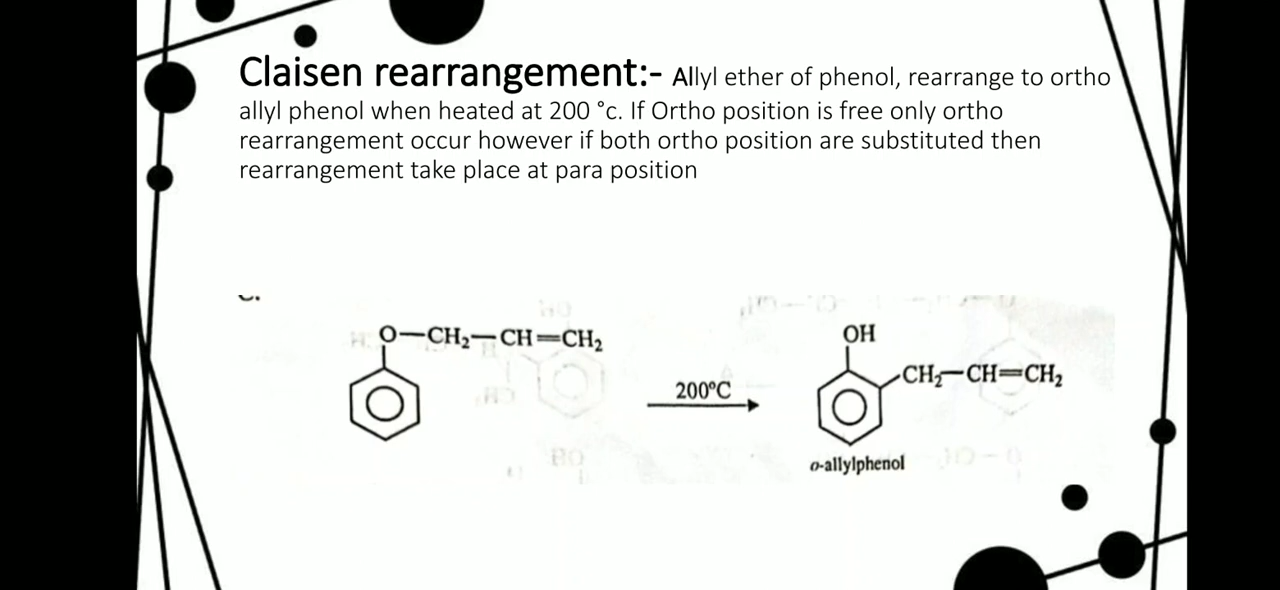 Claisen rearrangement:- Allyl ether of phenol, rearrange to ortho
allyl phenol when heated at 200 °c. If Ortho position is free only ortho
rearrangement occur however if both ortho position are substituted then
rearrangement take place at para position
O—CH₂—CH=CH₂
200°C
OH
CH₂—CH=CH₂
o-allylphenol